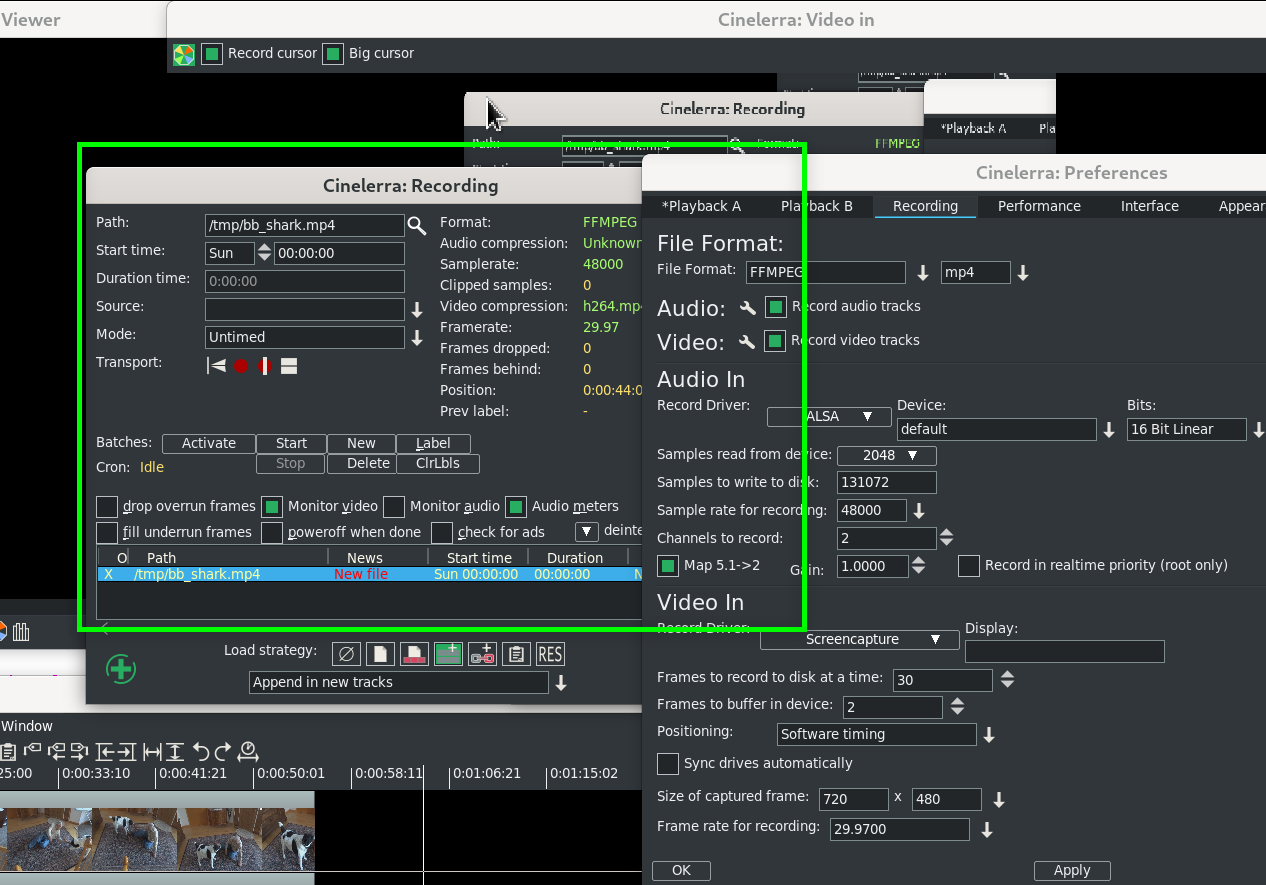 Viewer
Cinelerra: Video in
Record cursor Big cursor
Cinelerra: Recording
*Playback A
Path: /tmp/bb_shark.mp4 Format: FFMPEG
Cinelerra: Recording
Path: /tmp/bb_shark.mp4
Start time: Sun 00:00:00
Duration time: 0:00:00
Source:
Mode: Untimed
Transport:
Format: FFMPEG
Audio compression: Unknown
Samplerate: 48000
Clipped samples: 0
Video compression: h264.mp4
Framerate: 29.97
Frames dropped: 0
Frames behind: 0
Position: 0:00:44:0
Prev label: -
Batches: Activate Start New Label
Cron: Idle Stop Delete ClrLbls
drop overrun frames Monitor video Monitor audio Audio meters
fill underrun frames poweroff when done check for ads deinte
O Path News Start time Duration
X /tmp/bb_shark.mp4 New file Sun 00:00:00 00:00:00 N
Load strategy: RES
Append in new tracks
Cinelerra: Preferences
*Playback A Playback B Recording Performance Interface Appear
File Format:
File Format: FFMPEG mp4
Audio: Record audio tracks
Video: Record video tracks
Audio In
Record Driver: ALSA Device: default Bits: 16 Bit Linear
Samples read from device: 2048
Samples to write to disk: 131072
Sample rate for recording: 48000
Channels to record: 2
Map 5.1->2 Gain: 1.0000 Record in realtime priority (root only)
Video In
Record Driver: Screencapture Display:
Frames to record to disk at a time: 30
Frames to buffer in device: 2
Positioning: Software timing
Sync drives automatically
Size of captured frame: 720 x 480
Frame rate for recording: 29.9700
OK Apply
Window
25:00 0:00:33:10 0:00:41:21 0:00:50:01 0:00:58:11 0:01:06:21 0:01:15:02